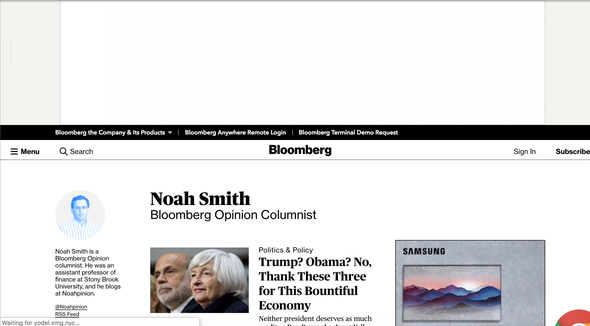 Bloomberg the Company & Its Products
Bloomberg Anywhere Remote Login
Bloomberg Terminal Demo Request
Menu
Search
Bloomberg
Sign In
Subscribe
Noah Smith
Bloomberg Opinion Columnist
Noah Smith is a
Bloomberg Opinion
columnist. He was an
assistant professor of
finance at Stony Brook
University, and he blogs
at Noahpinion.
@Noahpinion
RSS Feed
Politics & Policy
Trump? Obama? No,
Thank These Three
for This Bountiful
Economy
Neither president deserves as much
SAMSUNG
Waiting for yodel.vmg.nyc...